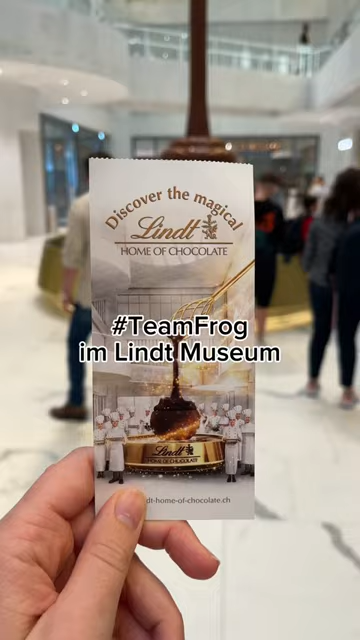 Discover the magical
Lindt
HOME OF CHOCOLATE
#TeamFrog
im Lindt Museum
Lindt
HOME OF CHOCOLATE
dt-home-of-chocolate.ch